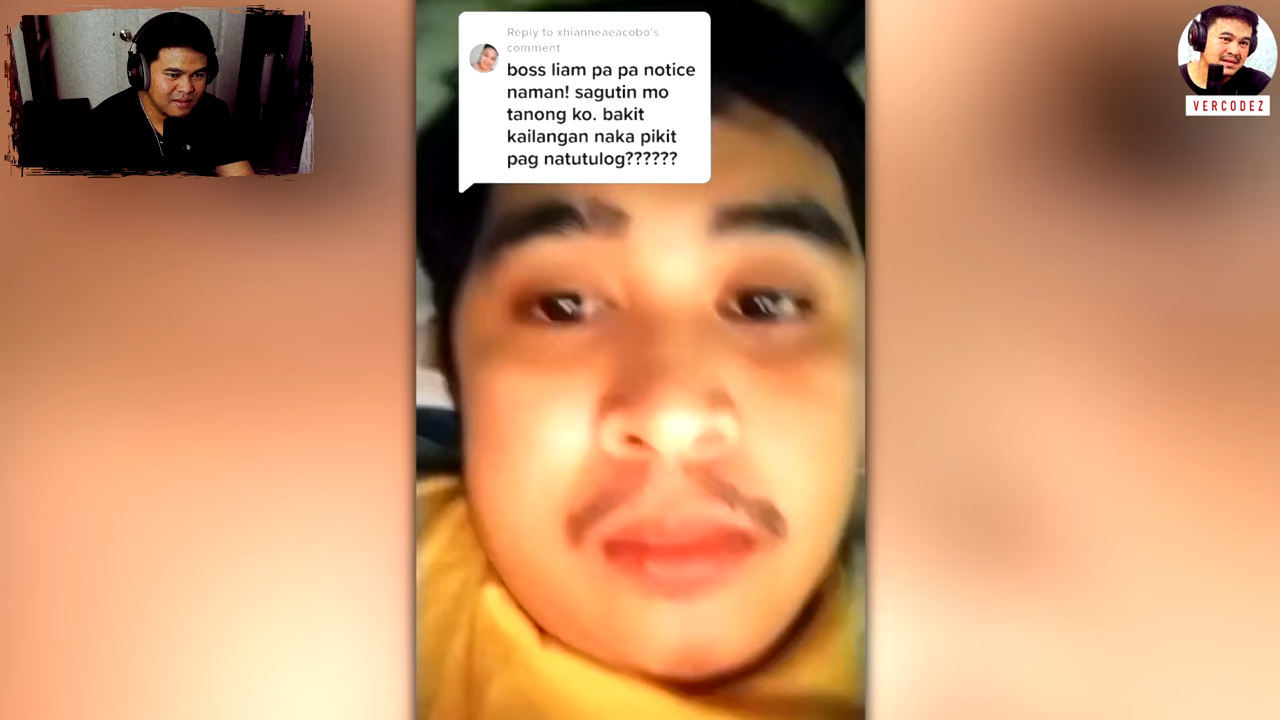 Reply to xhianneaeacobo's
comment
boss liam pa pa notice
naman! sagutin mo
tanong ko. bakit
kailangan naka pikit
pag natutulog??????
VERCODEZ